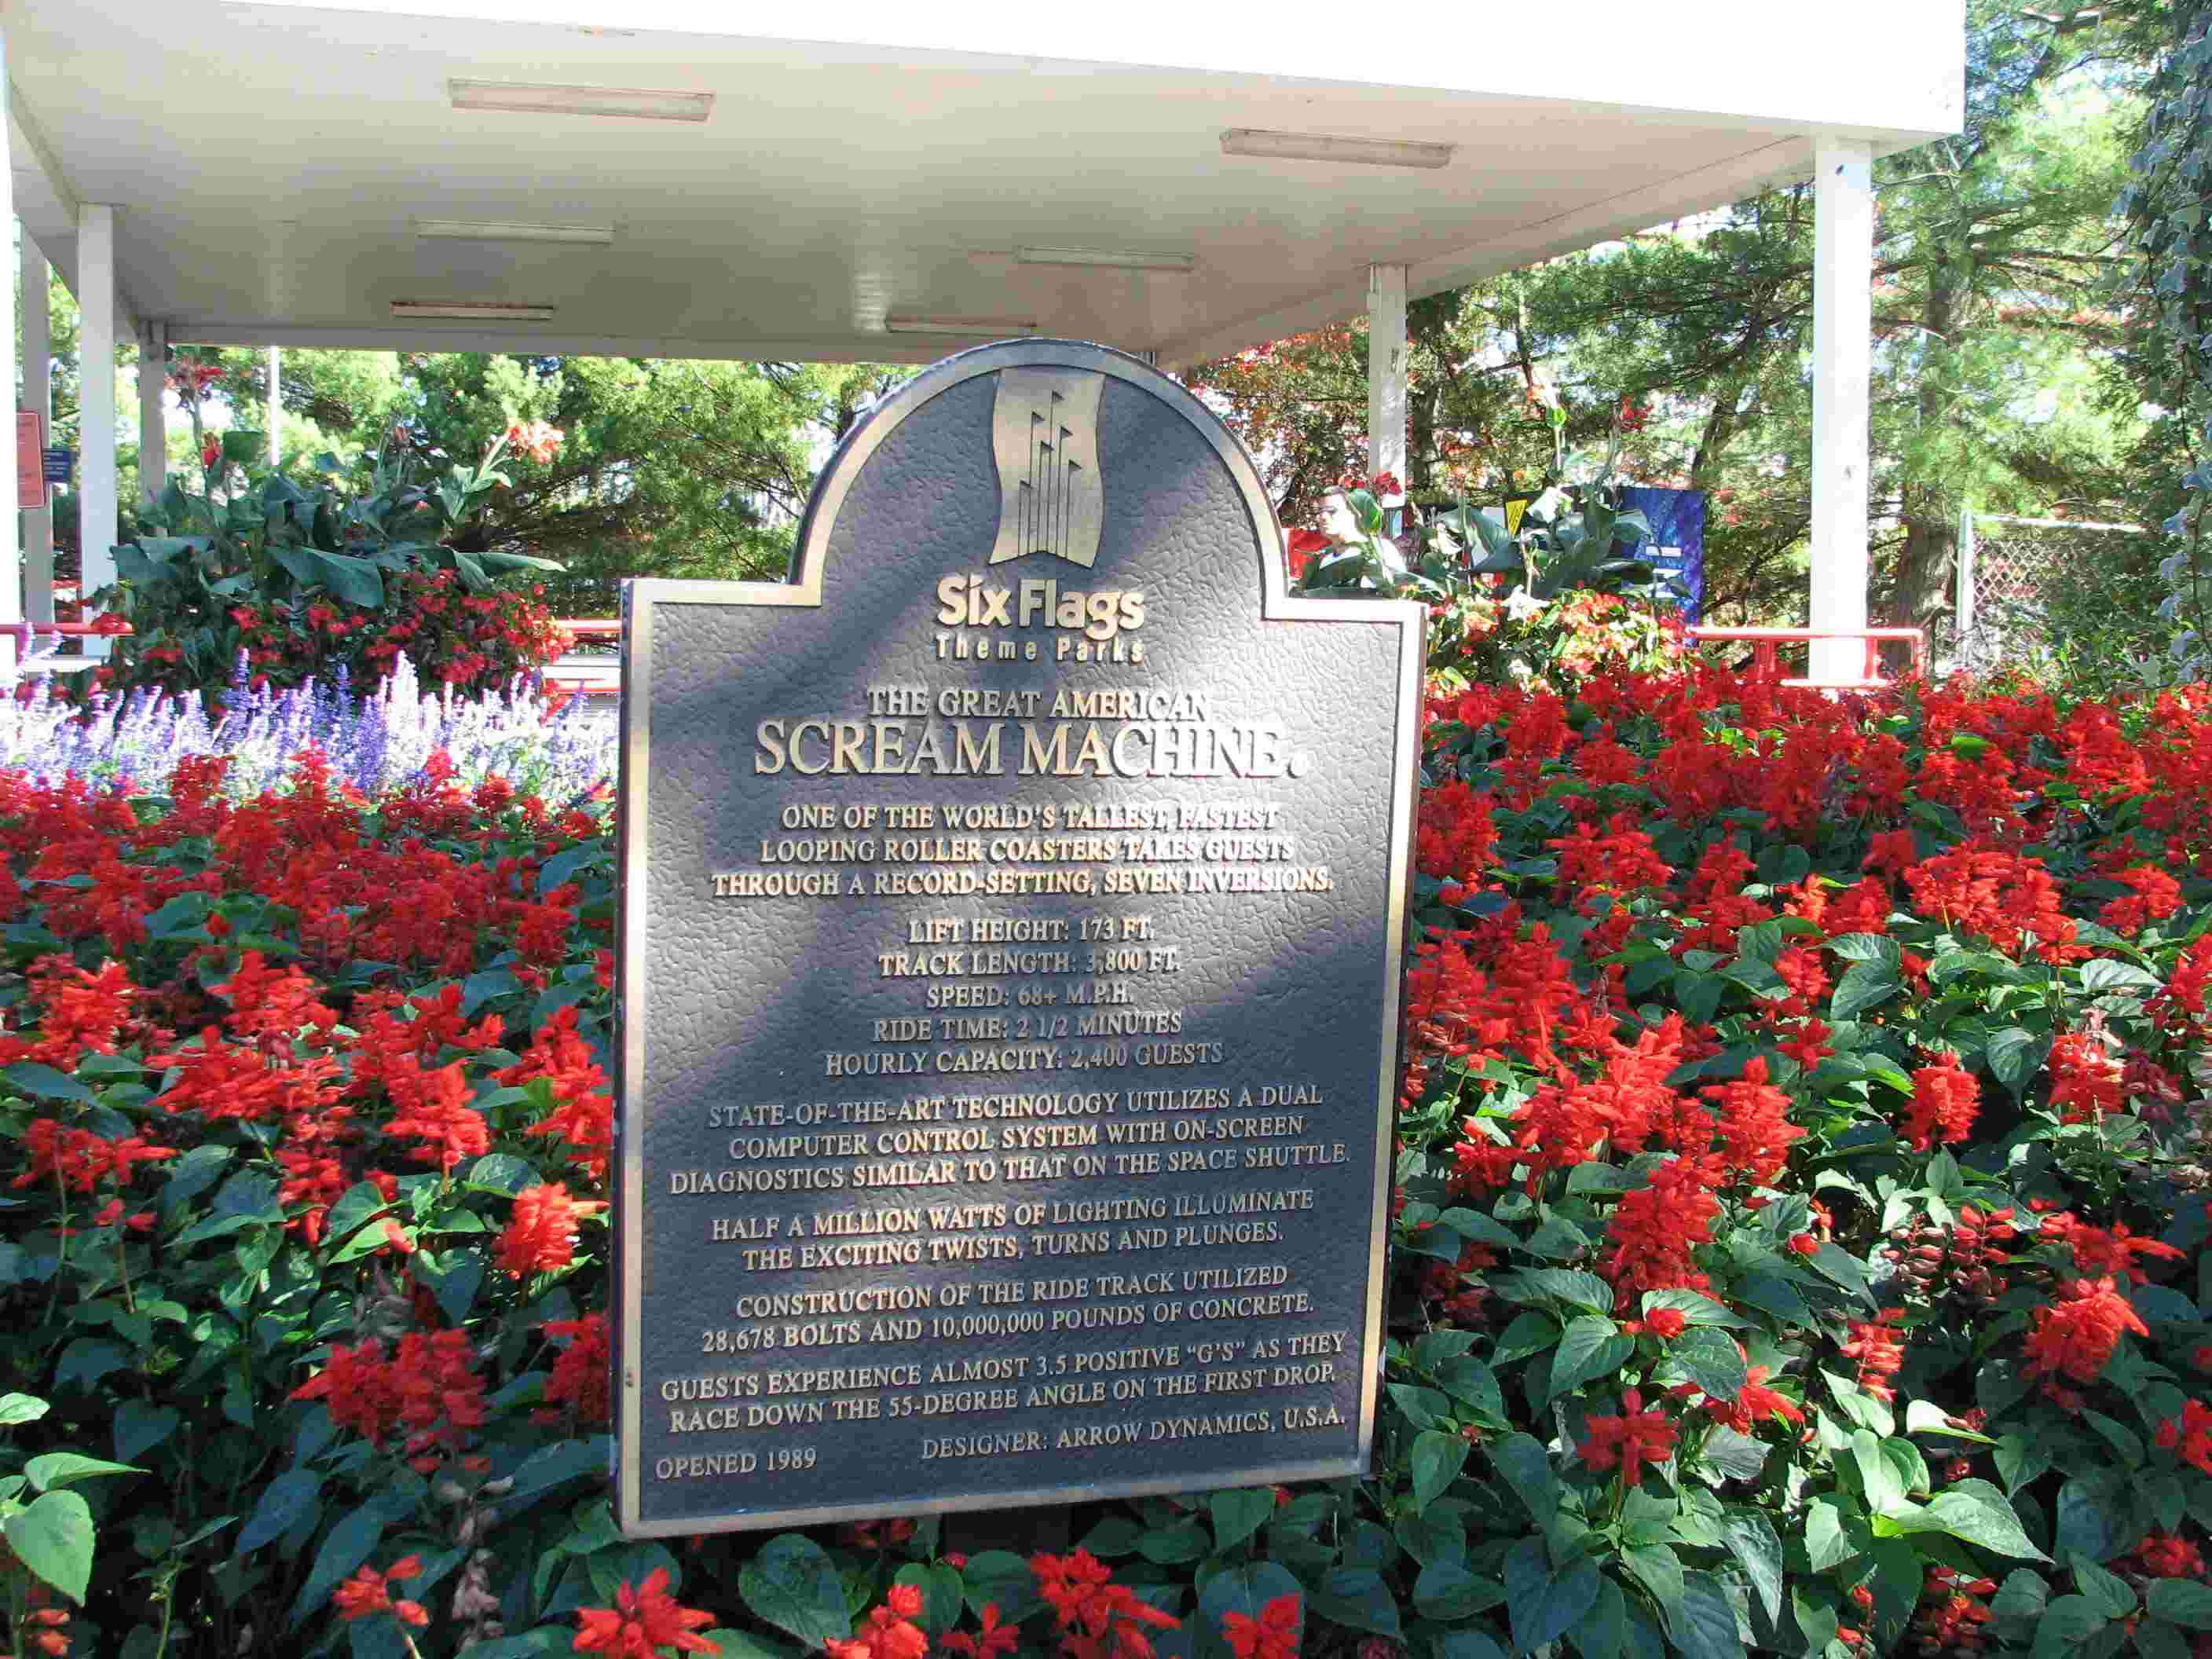 Six Flags
Theme Parks
THE GREAT AMERICAN
SCREAM MACHINE.
ONE OF THE WORLD'S TALLEST, FASTEST
LOOPING ROLLER COASTERS TAKES GUESTS
THROUGH A RECORD-SETTING, SEVEN INVERSIONS.
LIFT HEIGHT: 173 FT.
TRACK LENGTH: 3,800 FT.
SPEED: 68+ M.P.H.
RIDE TIME: 2 1/2 MINUTES
HOURLY CAPACITY: 2,400 GUESTS
STATE-OF-THE-ART TECHNOLOGY UTILIZES A DUAL
COMPUTER CONTROL SYSTEM WITH ON-SCREEN
DIAGNOSTICS SIMILAR TO THAT ON THE SPACE SHUTTLE.
HALF A MILLION WATTS OF LIGHTING ILLUMINATE
THE EXCITING TWISTS, TURNS AND PLUNGES.
CONSTRUCTION OF THE RIDE TRACK UTILIZED
28,678 BOLTS AND 10,000,000 POUNDS OF CONCRETE.
GUESTS EXPERIENCE ALMOST 3.5 POSITIVE "G'S" AS THEY
RACE DOWN THE 55-DEGREE ANGLE ON THE FIRST DROP.
OPENED 1989 DESIGNER: ARROW DYNAMICS, U.S.A.